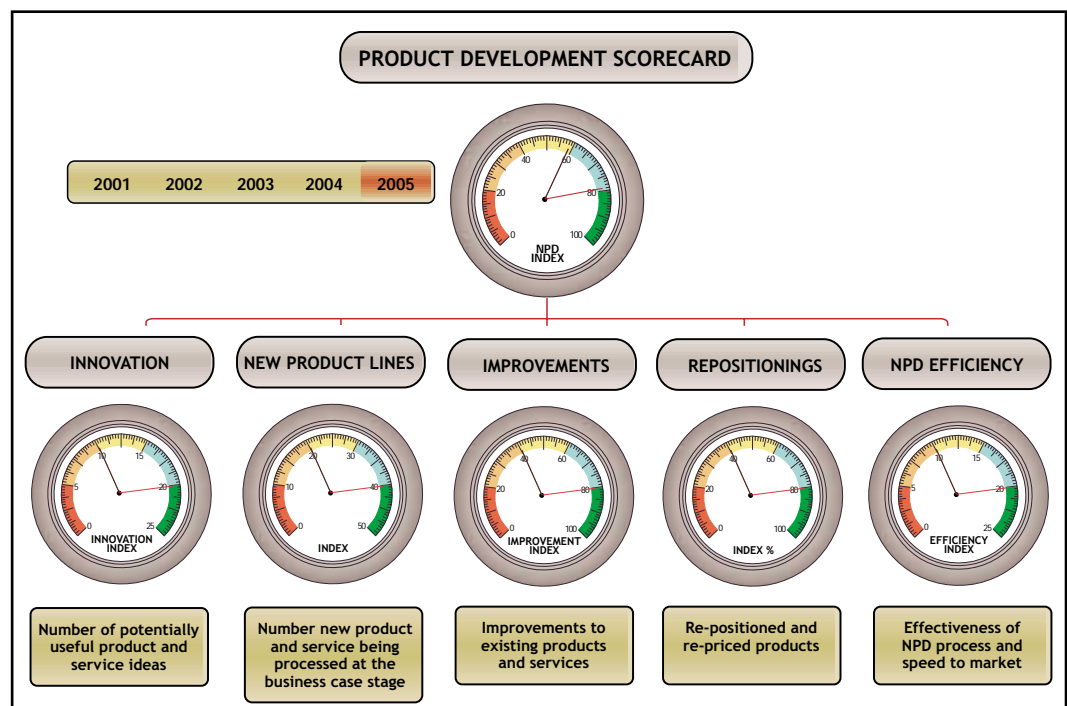 PRODUCT DEVELOPMENT SCORECARD
2001 2002 2003 2004 2005
0 20 40 60 80 100
NPD
INDEX
INNOVATION
NEW PRODUCT LINES
IMPROVEMENTS
REPOSITIONINGS
NPD EFFICIENCY
0 5 10 15 20 25
INNOVATION
INDEX
0 10 20 30 40 50
INDEX
0 20 40 60 80 100
IMPROVEMENT
INDEX
0 20 40 60 80 100
INDEX %
0 5 10 15 20 25
EFFICIENCY
INDEX
Number of potentially
useful product and
service ideas
Number new product
and service being
processed at the
business case stage
Improvements to
existing products
and services
Re-positioned and
re-priced products
Effectiveness of
NPD process and
speed to market